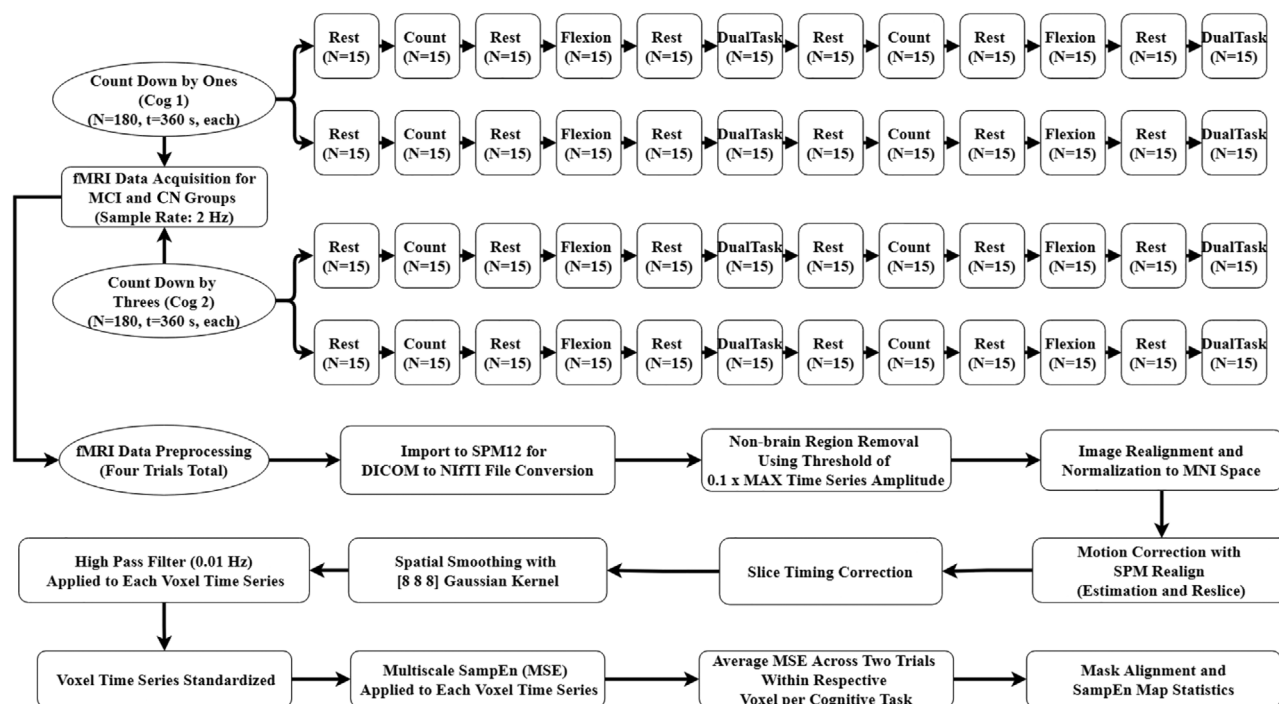 Rest Count Rest Flexion Rest DualTask Rest Count Rest Flexion Rest DualTask
(N=15) (N=15) (N=15) (N=15) (N=15) (N=15) (N=15) (N=15) (N=15) (N=15) (N=15) (N=15)
Count Down by Ones
(Cog 1)
(N=180, t=360 s, each)
Rest Count Rest Flexion Rest DualTask Rest Count Rest Flexion Rest DualTask
(N=15) (N=15) (N=15) (N=15) (N=15) (N=15) (N=15) (N=15) (N=15) (N=15) (N=15) (N=15)
fMRI Data Acquisition for
MCI and CN Groups
(Sample Rate: 2 Hz)
Rest Count Rest Flexion Rest DualTask Rest Count Rest Flexion Rest DualTask
(N=15) (N=15) (N=15) (N=15) (N=15) (N=15) (N=15) (N=15) (N=15) (N=15) (N=15) (N=15)
Count Down by
Threes (Cog 2)
(N=180, t=360 s, each)
Rest Count Rest Flexion Rest DualTask Rest Count Rest Flexion Rest DualTask
(N=15) (N=15) (N=15) (N=15) (N=15) (N=15) (N=15) (N=15) (N=15) (N=15) (N=15) (N=15)
fMRI Data Preprocessing
(Four Trials Total)
Import to SPM12 for
DICOM to NIfTI File Conversion
Non-brain Region Removal
Using Threshold of
0.1 x MAX Time Series Amplitude
Image Realignment and
Normalization to MNI Space
Motion Correction with
SPM Realign
(Estimation and Reslice)
Slice Timing Correction
Spatial Smoothing with
[8 8 8] Gaussian Kernel
High Pass Filter (0.01 Hz)
Applied to Each Voxel Time Series
Voxel Time Series Standardized
Multiscale SampEn (MSE)
Applied to Each Voxel Time Series
Average MSE Across Two Trials
Within Respective
Voxel per Cognitive Task
Mask Alignment and
SampEn Map Statistics